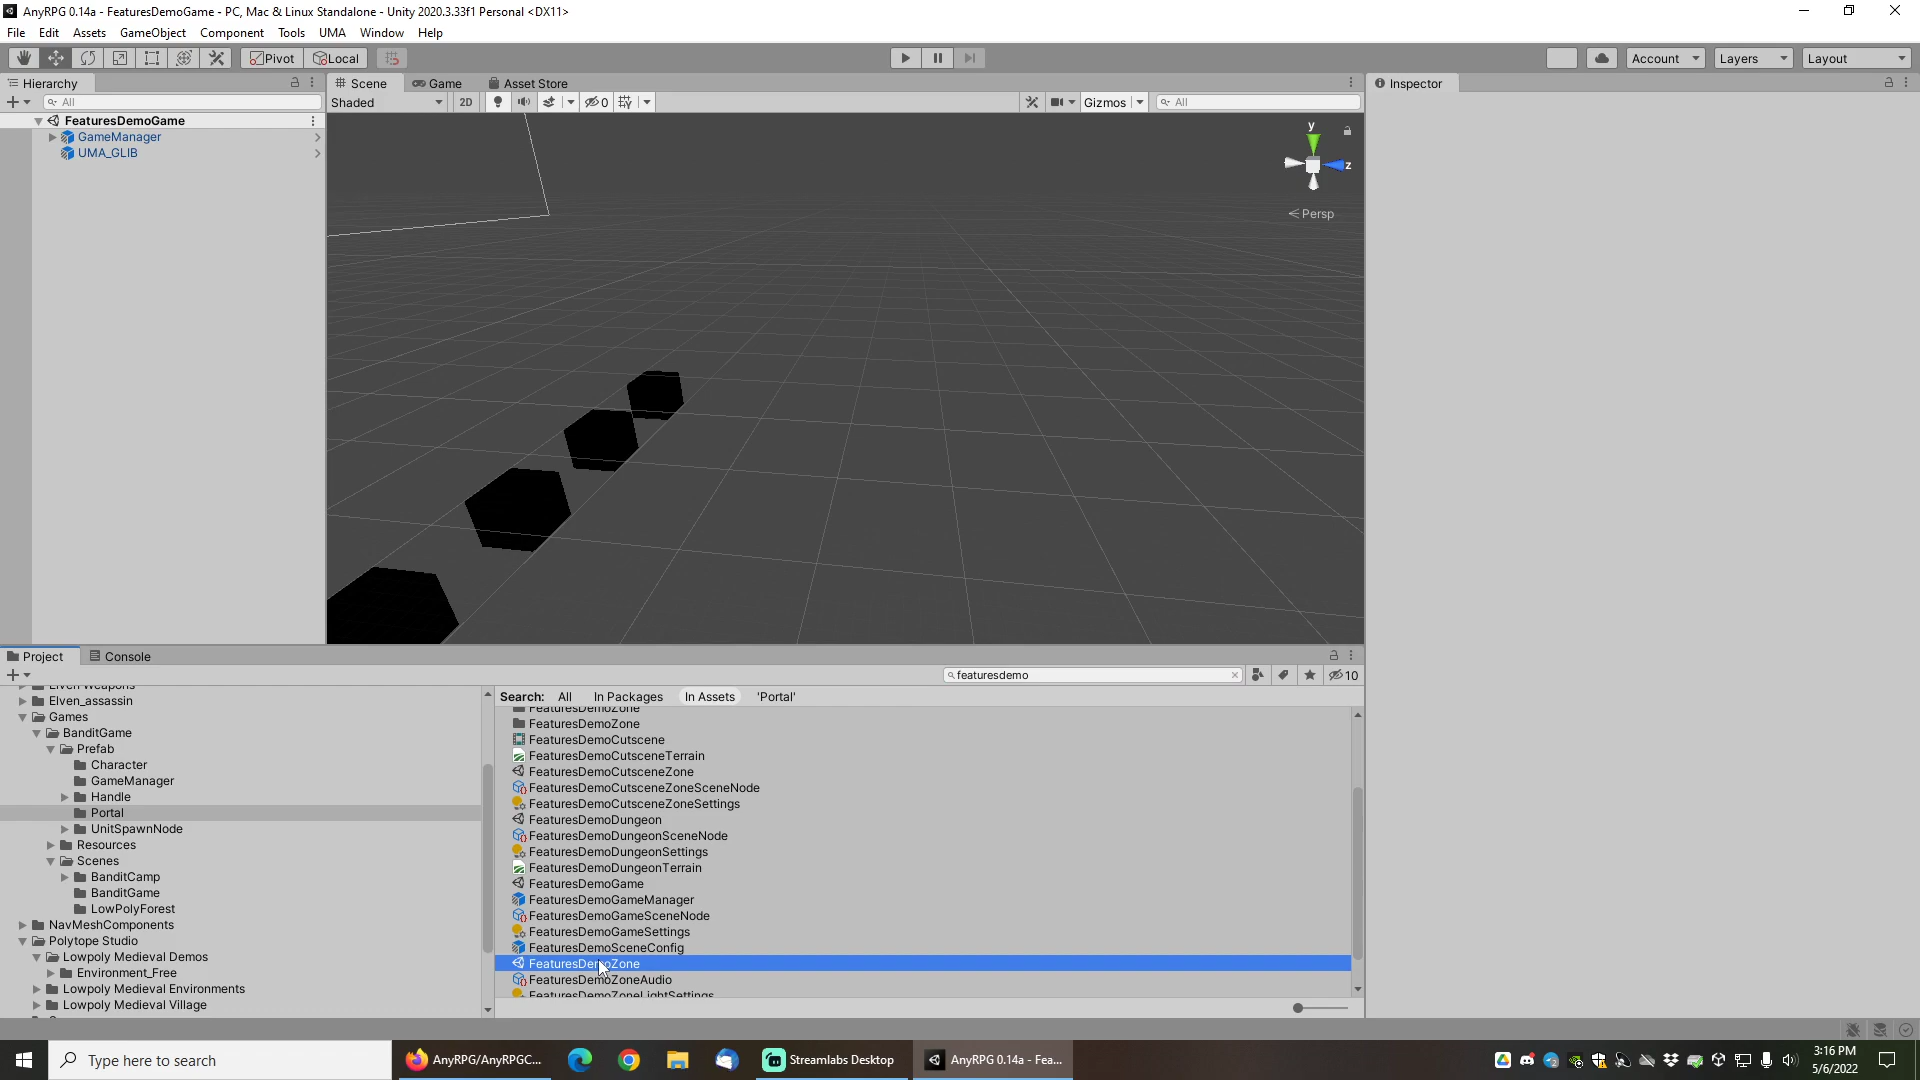 AnyRPG 0.14a - FeaturesDemoGame - PC, Mac & Linux Standalone - Unity 2020.3.33f1 Personal <DX11>
File Edit Assets GameObject Component Tools UMA Window Help
Pivot Local Account Layers Layout
Hierarchy Scene Game Asset Store Inspector
All Shaded 2D 0 Gizmos All
FeaturesDemoGame
GameManager
UMA_GLIB
y
z
< Persp
Project Console
featuresdemo 10
Search: All In Packages In Assets 'Portal'
Elven Weapons
Elven_assassin
Games
BanditGame
Prefab
Character
GameManager
Handle
Portal
UnitSpawnNode
Resources
Scenes
BanditCamp
BanditGame
LowPolyForest
NavMeshComponents
Polytope Studio
Lowpoly Medieval Demos
Environment_Free
Lowpoly Medieval Environments
Lowpoly Medieval Village
FeaturesDemoZone
FeaturesDemoZone
FeaturesDemoCutscene
FeaturesDemoCutsceneTerrain
FeaturesDemoCutsceneZone
FeaturesDemoCutsceneZoneSceneNode
FeaturesDemoCutsceneZoneSettings
FeaturesDemoDungeon
FeaturesDemoDungeonSceneNode
FeaturesDemoDungeonSettings
FeaturesDemoDungeonTerrain
FeaturesDemoGame
FeaturesDemoGameManager
FeaturesDemoGameSceneNode
FeaturesDemoGameSettings
FeaturesDemoSceneConfig
FeaturesDemoZone
FeaturesDemoZoneAudio
FeaturesDemoZoneLightSettings
Type here to search
AnyRPG/AnyRPGC...
Streamlabs Desktop
AnyRPG 0.14a - Fea...
3:16 PM
5/6/2022